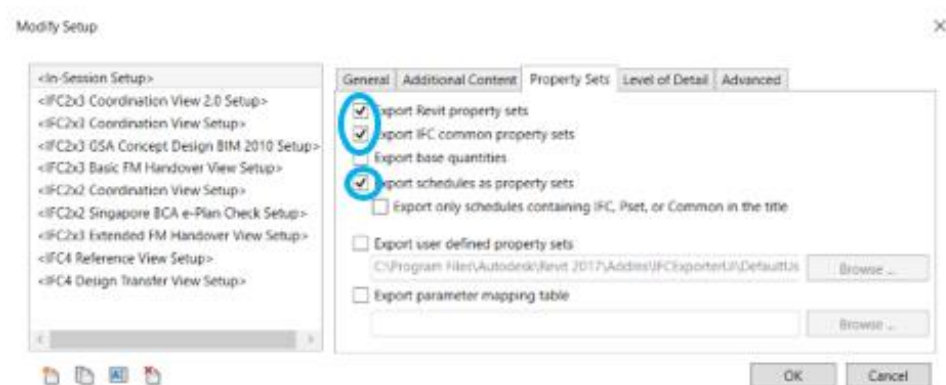 Modify Setup
<In-Session Setup>
<IFC2x3 Coordination View 2.0 Setup>
<IFC2x3 Coordination View Setup>
<IFC2x3 GSA Concept Design BIM 2010 Setup>
<IFC2x3 Basic FM Handover View Setup>
<IFC2x2 Coordination View Setup>
<IFC2x2 Singapore BCA e-Plan Check Setup>
<IFC2x3 Extended FM Handover View Setup>
<IFC4 Reference View Setup>
<IFC4 Design Transfer View Setup>
General Additional Content Property Sets Level of Detail Advanced
Export Revit property sets
Export IFC common property sets
Export base quantities
Export schedules as property sets
Export only schedules containing IFC, Pset, or Common in the title
Export user defined property sets
C:\Program Files\Autodesk\Revit 2017\AddIns\IFCExporterUI\DefaultUs Browse ...
Export parameter mapping table
Browse ...
OK Cancel